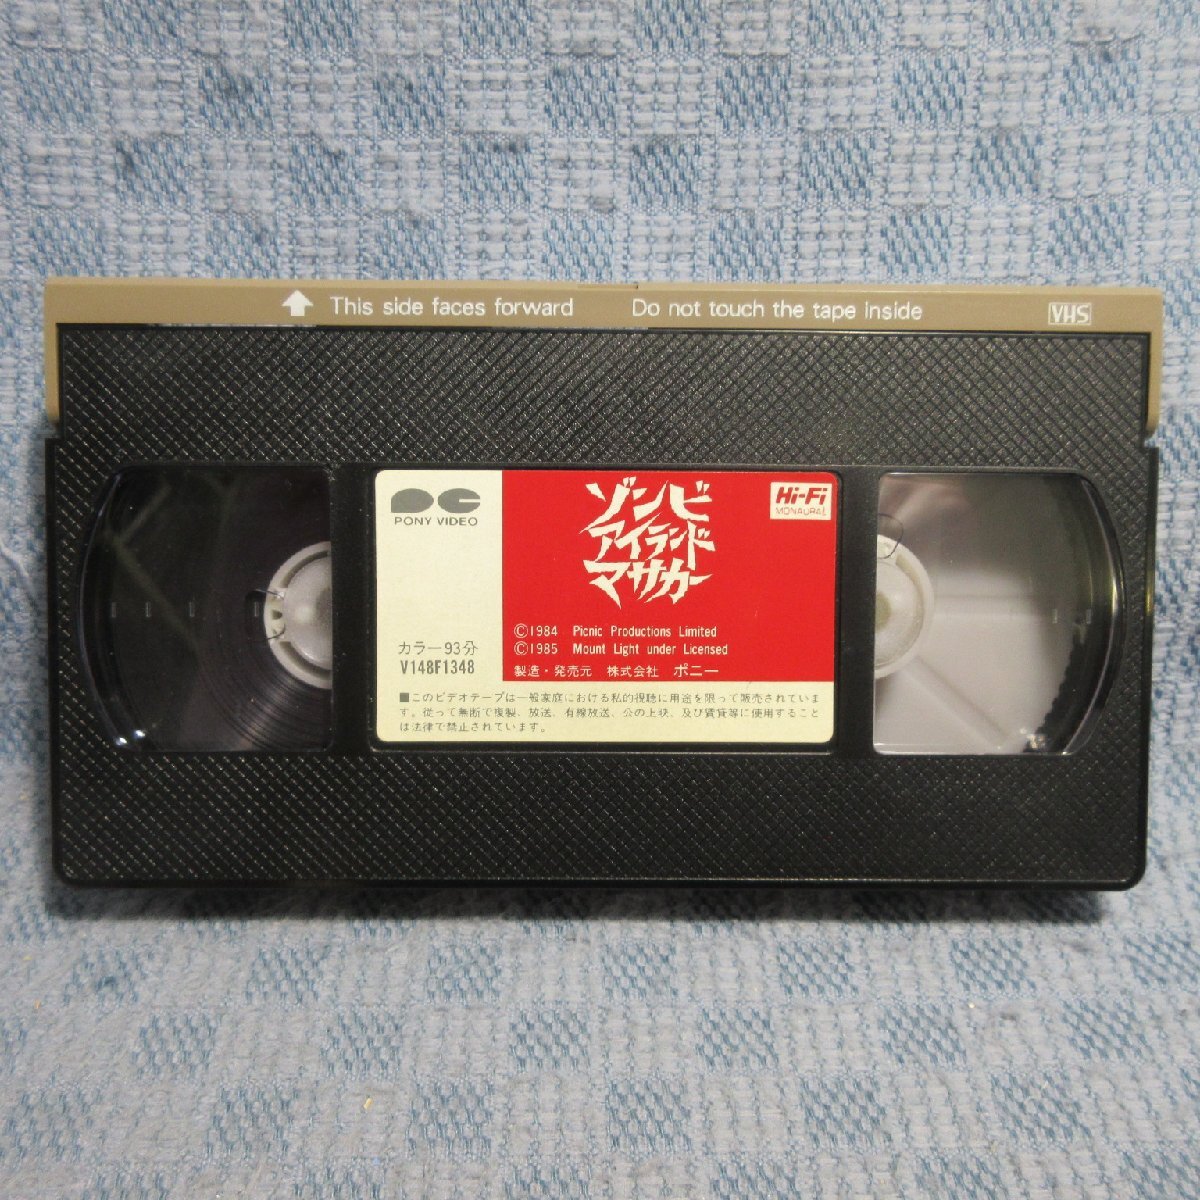 This side faces forward Do not touch the tape inside VHS
PC
PONY VIDEO
ゾンビ
アイランド
マサカー
Hi-Fi
MONAURAL
カラー93分
V148F1348
©1984 Picnic Productions Limited
©1985 Mount Light under Licensed
製造・発売元 株式会社 ポニー
■このビデオテープは一般家庭における私的視聴に用途を限って販売されていま
す。従って無断で複製、放送、有線放送、公の上映、及び賃貸等に使用すること
は法律で禁止されています。